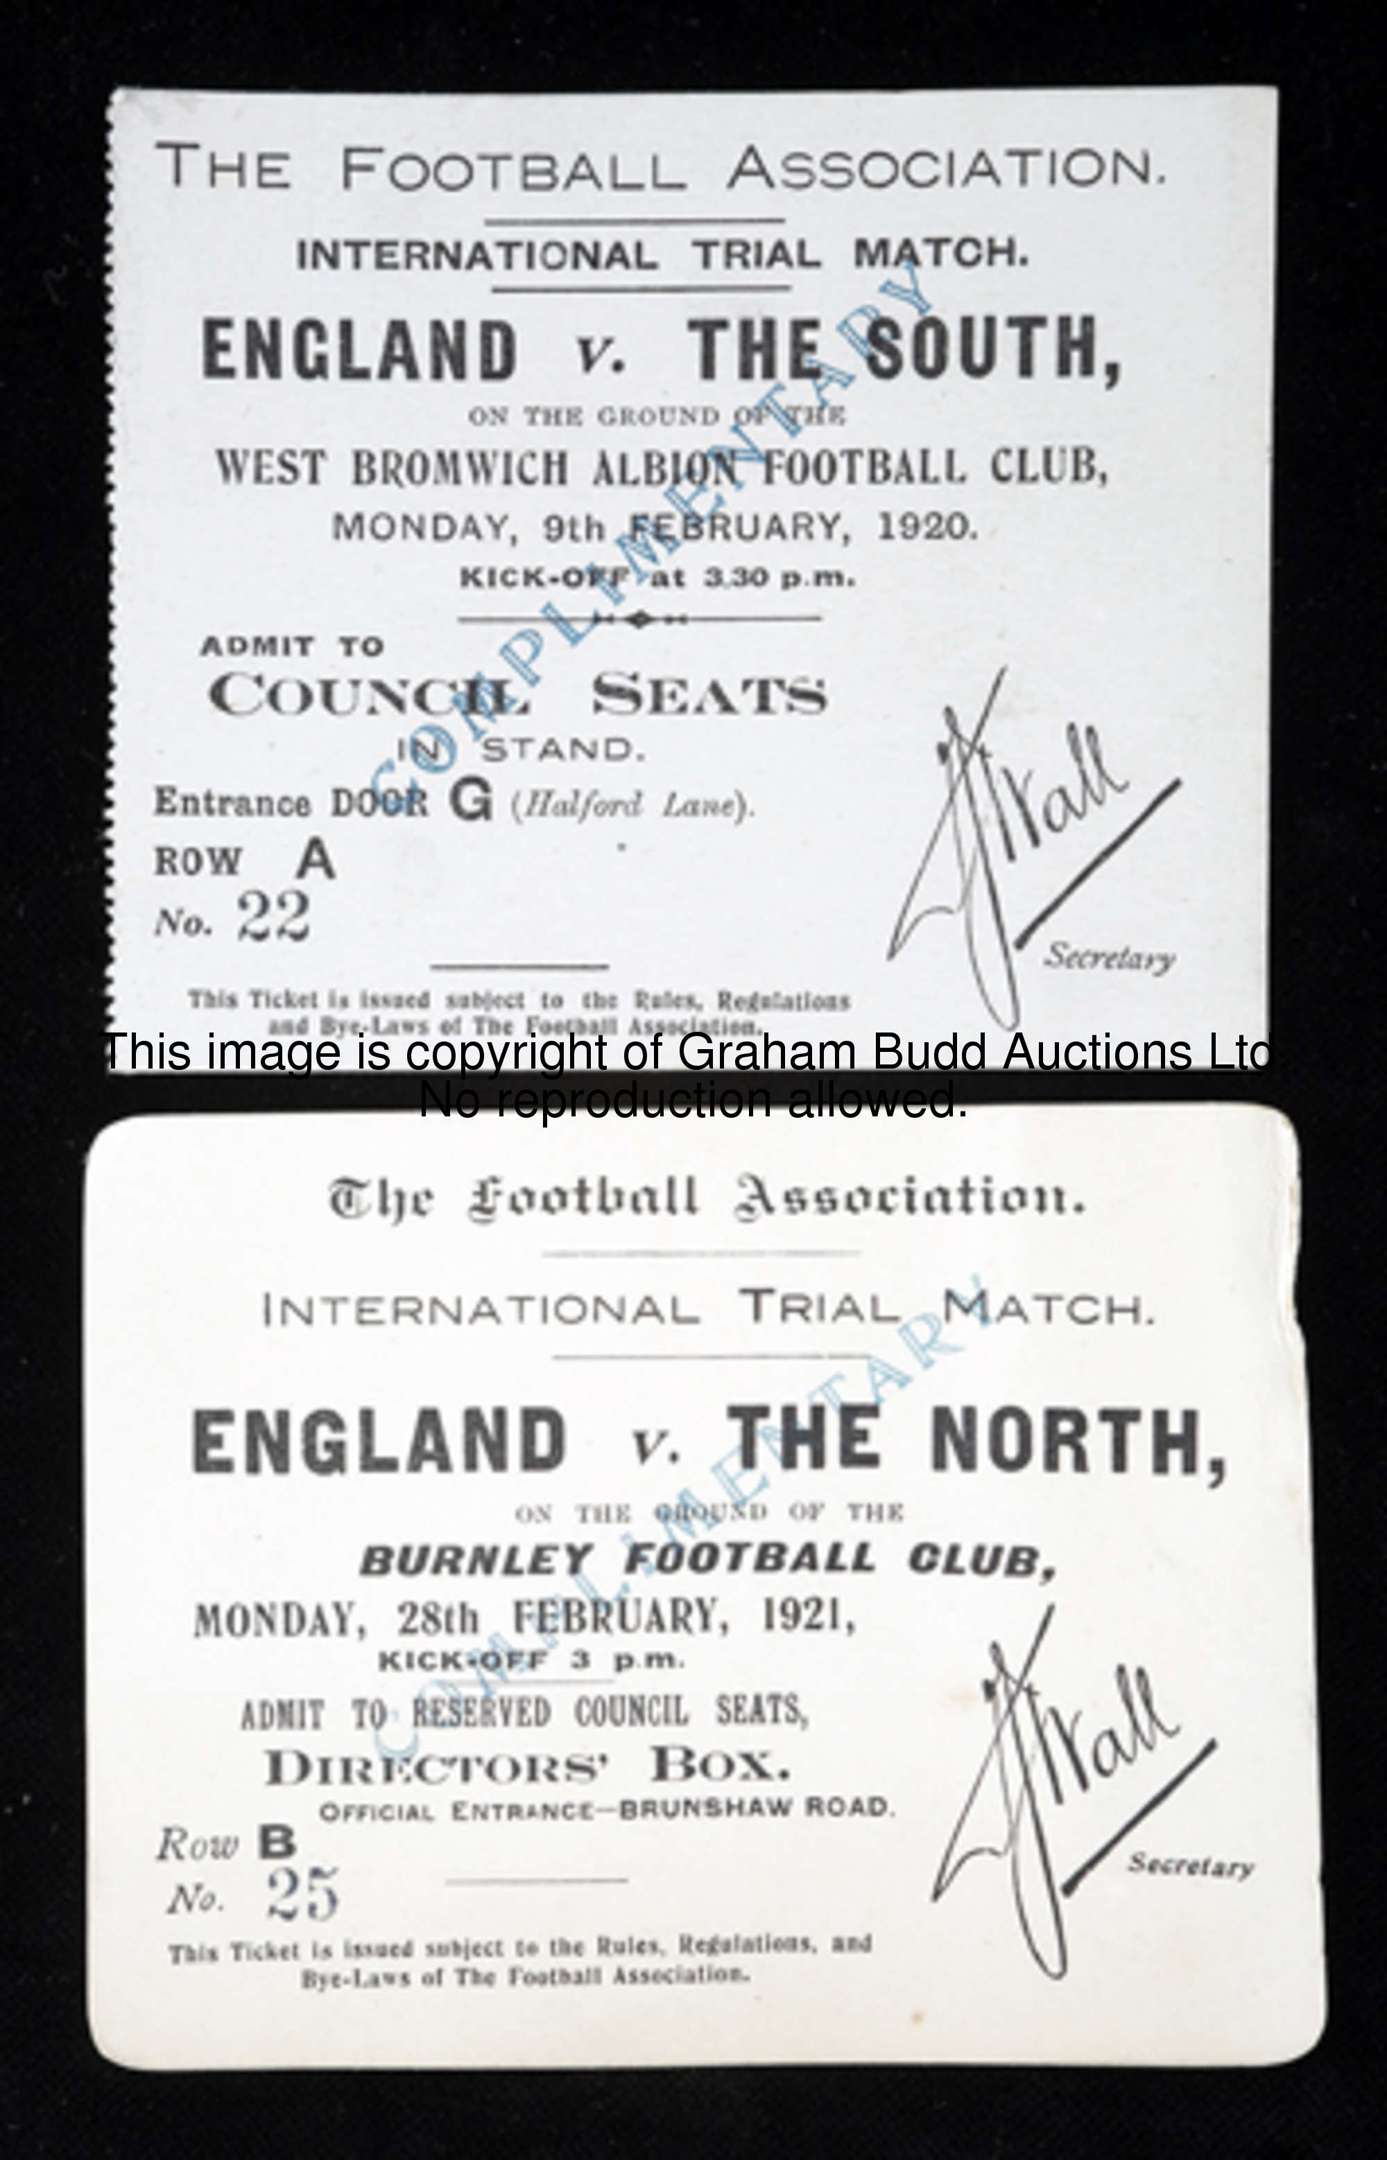 THE FOOTBALL ASSOCIATION.
INTERNATIONAL TRIAL MATCH.
ENGLAND v. THE SOUTH,
ON THE GROUND OF THE
WEST BROMWICH ALBION FOOTBALL CLUB,
MONDAY, 9th FEBRUARY, 1920.
KICK-OFF at 3.30 p.m.
COMPLIMENTARY
ADMIT TO
COUNCIL SEATS
IN STAND.
Entrance DOOR G (Halford Lane).
ROW A
No. 22
FJWall
Secretary
This Ticket is issued subject to the Rules, Regulations
and Bye-Laws of The Football Association.
This image is copyright of Graham Budd Auctions Ltd
No reproduction allowed.
The Football Association.
INTERNATIONAL TRIAL MATCH.
ENGLAND v. THE NORTH,
ON THE GROUND OF THE
BURNLEY FOOTBALL CLUB,
MONDAY, 28th FEBRUARY, 1921,
KICK-OFF 3 p.m.
COMPLIMENTARY
ADMIT TO RESERVED COUNCIL SEATS,
DIRECTORS' BOX.
OFFICIAL ENTRANCE—BRUNSHAW ROAD.
Row B
No. 25
FJWall
Secretary
This Ticket is issued subject to the Rules, Regulations, and
Bye-Laws of The Football Association.